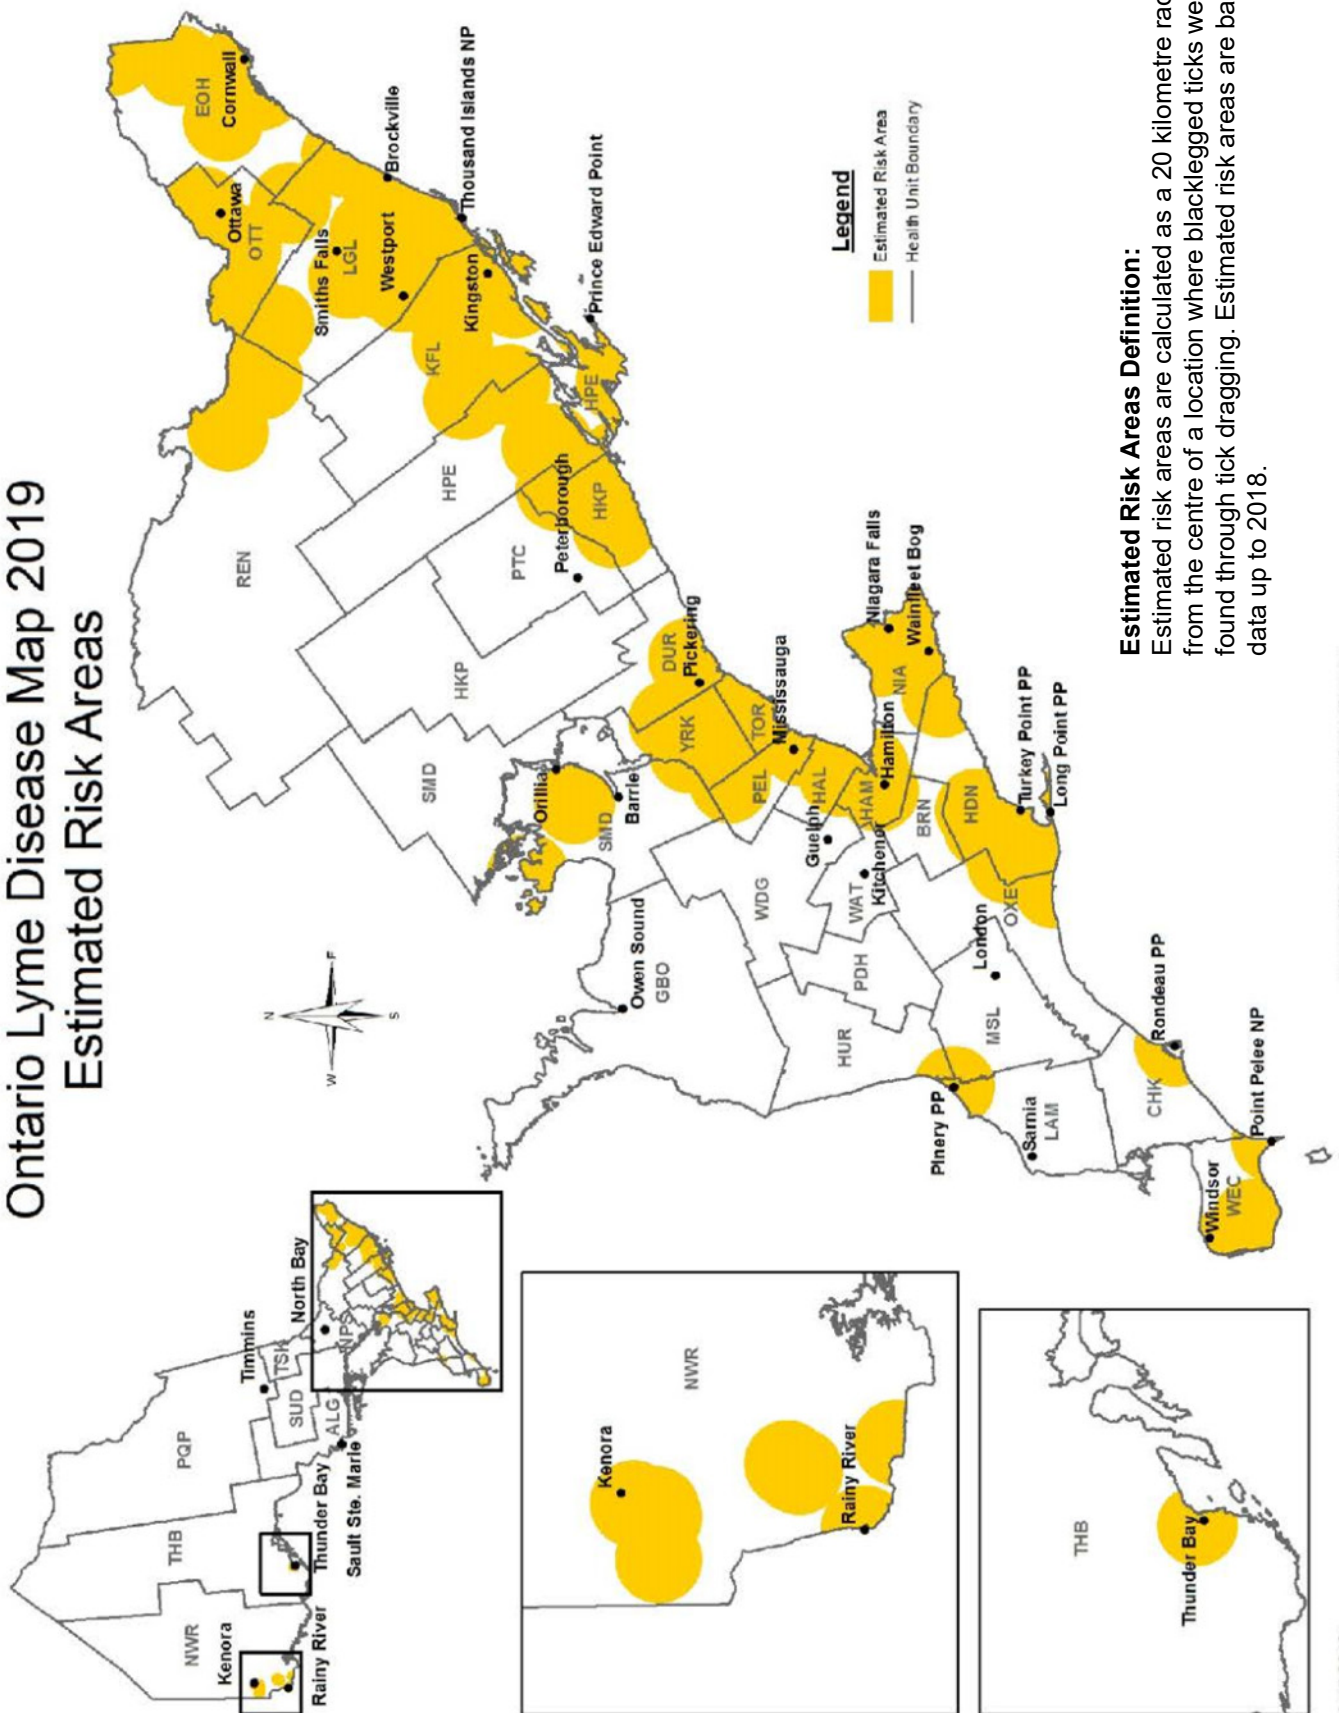 Ontario Lyme Disease Map 2019
Estimated Risk Areas
PQP
THB
NWR
Kenora
Rainy River
Thunder Bay
Sault Ste. Marie
SUD
ALG
Timmins
TSK
North Bay
NPS
N
W
E
S
NWR
Kenora
Rainy River
THB
Thunder Bay
REN
EOH
Cornwall
Ottawa
OTT
Smiths Falls
LGL
Brockville
Westport
Thousand Islands NP
Kingston
KFL
Prince Edward Point
HPE
HPE
Peterborough
PTC
HKP
HKP
SMD
Orillia
SMD
Barrie
DUR
Pickering
YRK
TOR
Mississauga
PEL
HAL
Guelph
HAM
Hamilton
NIA
Niagara Falls
Wainfleet Bog
Owen Sound
GBO
WDG
WAT
Kitchener
BRN
HDN
Turkey Point PP
Long Point PP
PDH
HUR
London
OXE
MSL
Pinery PP
Sarnia
LAM
CHK
Rondeau PP
Windsor
WEC
Point Pelee NP
Legend
Estimated Risk Area
Health Unit Boundary
Estimated Risk Areas Definition:
Estimated risk areas are calculated as a 20 kilometre
from the centre of a location where blacklegged ticks
found through tick dragging. Estimated risk areas are
data up to 2018.